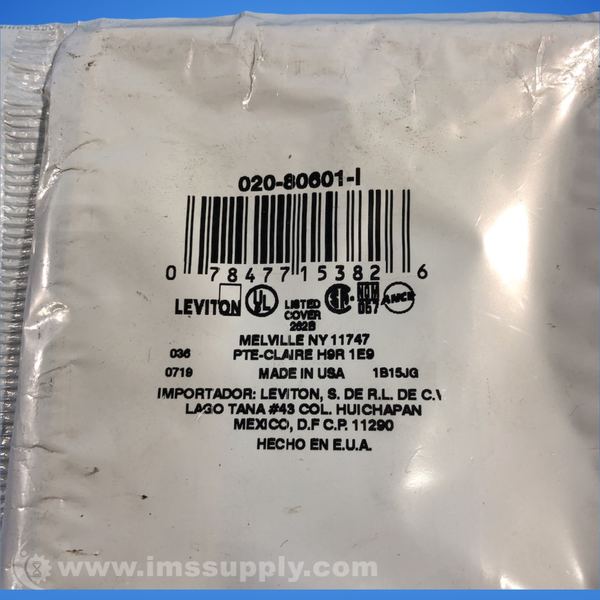 020-80601-I
0 78477 15382 6
LEVITON UL LISTED COVER 262B NOM 057 ANCE
MELVILLE NY 11747
036 PTE-CLAIRE H9R 1E9
0719 MADE IN USA 1B15JG
IMPORTADOR: LEVITON, S. DE R.L. DE C.V
LAGO TANA #43 COL. HUICHAPAN
MEXICO, D.F C.P. 11290
HECHO EN E.U.A.
www.imssupply.com